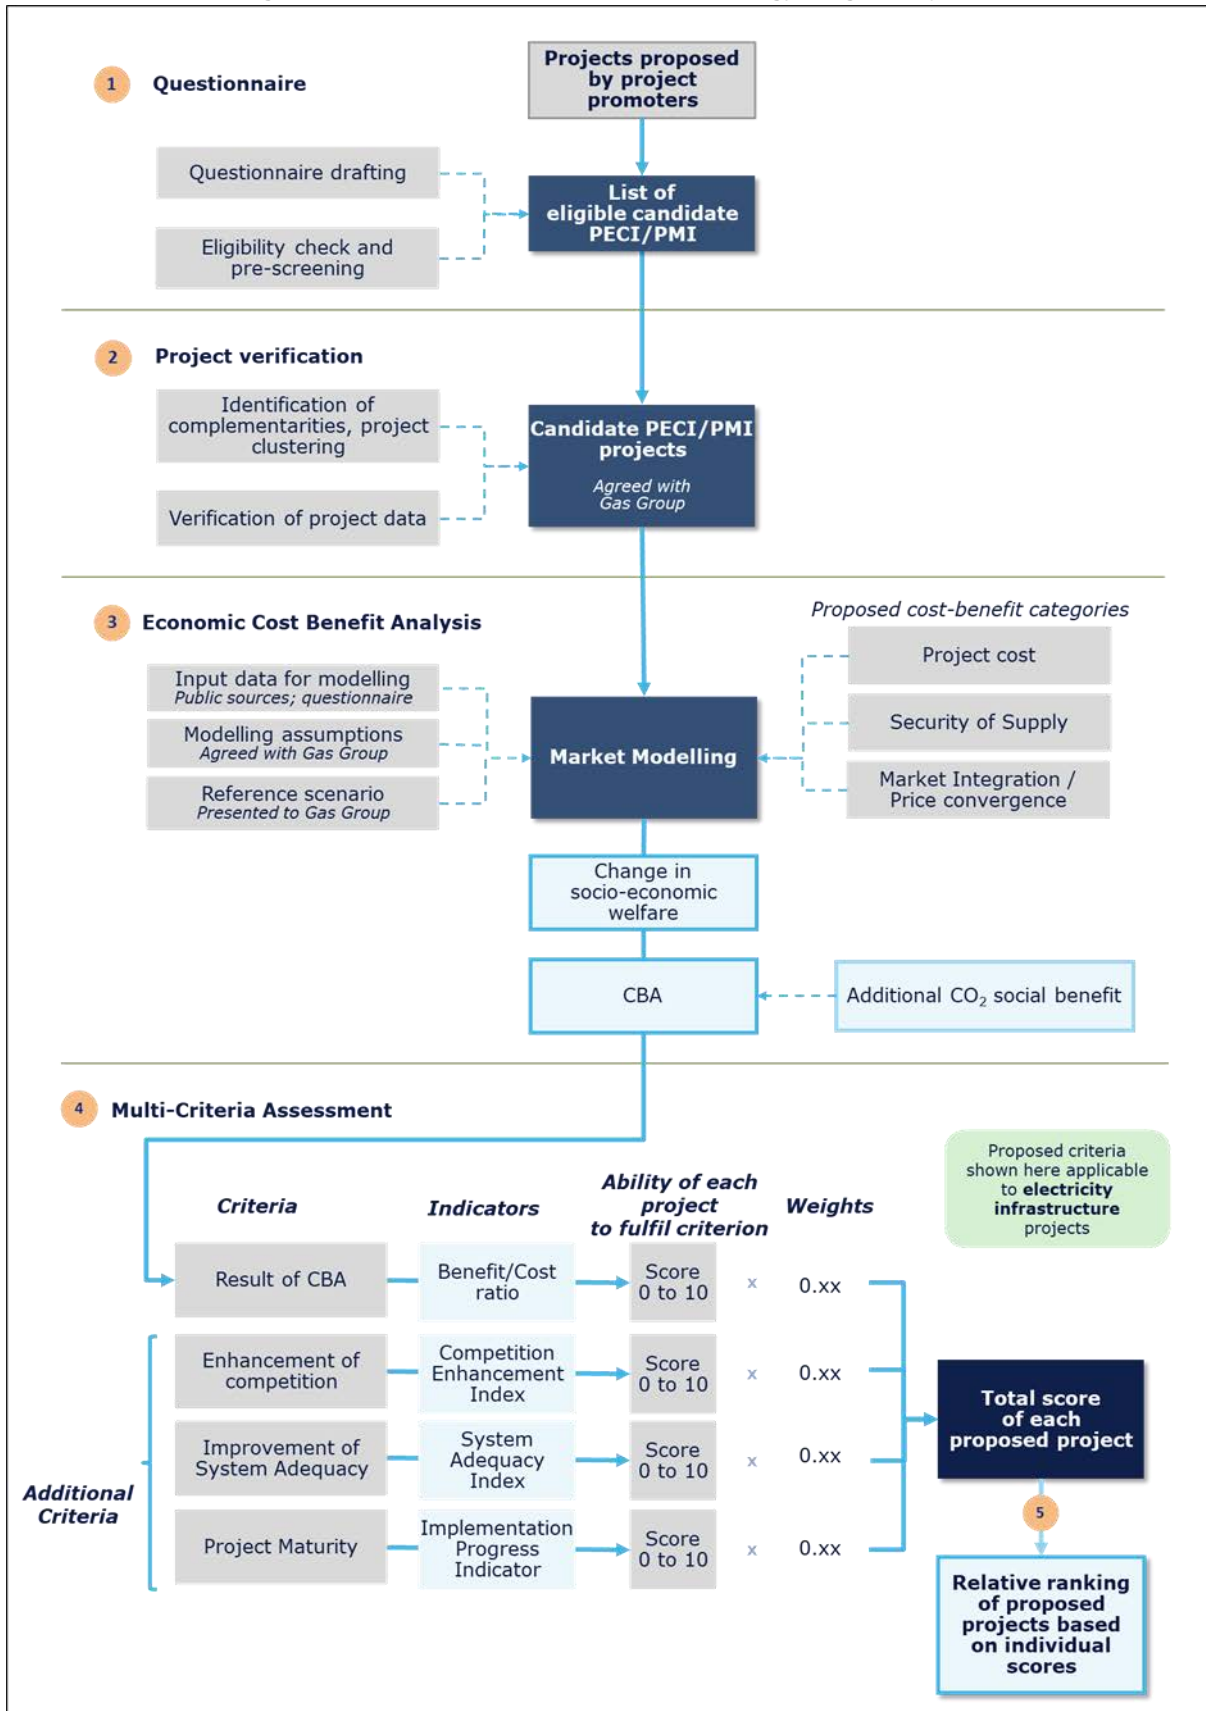 1 Questionnaire
Projects proposed
by project
promoters
Questionnaire drafting
Eligibility check and
pre-screening
List of
eligible candidate
PECI/PMI
2 Project verification
Identification of
complementarities, project
clustering
Verification of project data
Candidate PECI/PMI
projects
Agreed with
Gas Group
3 Economic Cost Benefit Analysis
Proposed cost-benefit categories
Input data for modelling
Public sources; questionnaire
Modelling assumptions
Agreed with Gas Group
Reference scenario
Presented to Gas Group
Market Modelling
Project cost
Security of Supply
Market Integration /
Price convergence
Change in
socio-economic
welfare
CBA
Additional CO₂ social benefit
4 Multi-Criteria Assessment
Proposed criteria
shown here applicable
to electricity
infrastructure
projects
Criteria
Indicators
Ability of each
project
to fulfil criterion
Weights
Result of CBA
Benefit/Cost
ratio
Score
0 to 10
x
0.xx
Enhancement of
competition
Competition
Enhancement
Index
Score
0 to 10
x
0.xx
Improvement of
System Adequacy
System
Adequacy
Index
Score
0 to 10
x
0.xx
Additional
Criteria
Project Maturity
Implementation
Progress
Indicator
Score
0 to 10
x
0.xx
Total score
of each
proposed project
5
Relative ranking
of proposed
projects based
on individual
scores